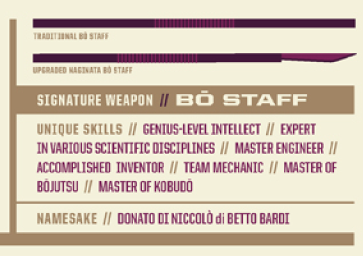 TRADITIONAL BŌ STAFF
UPGRADED NAGINATA BŌ STAFF
SIGNATURE WEAPON // BŌ STAFF
UNIQUE SKILLS // GENIUS-LEVEL INTELLECT // EXPERT
IN VARIOUS SCIENTIFIC DISCIPLINES // MASTER ENGINEER //
ACCOMPLISHED INVENTOR // TEAM MECHANIC // MASTER OF
BŌJUTSU // MASTER OF KOBUDŌ
NAMESAKE // DONATO DI NICCOLÒ di BETTO BARDI